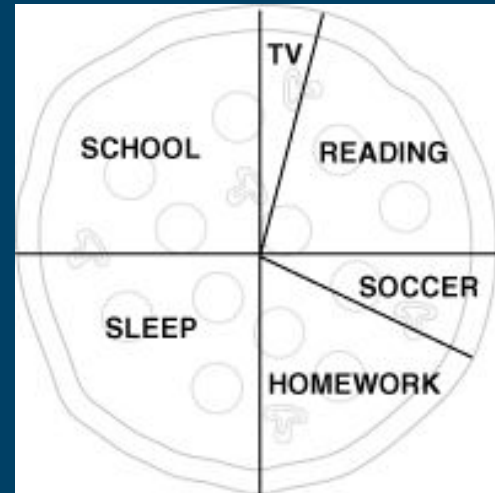 TV
SCHOOL
READING
SOCCER
SLEEP
HOMEWORK